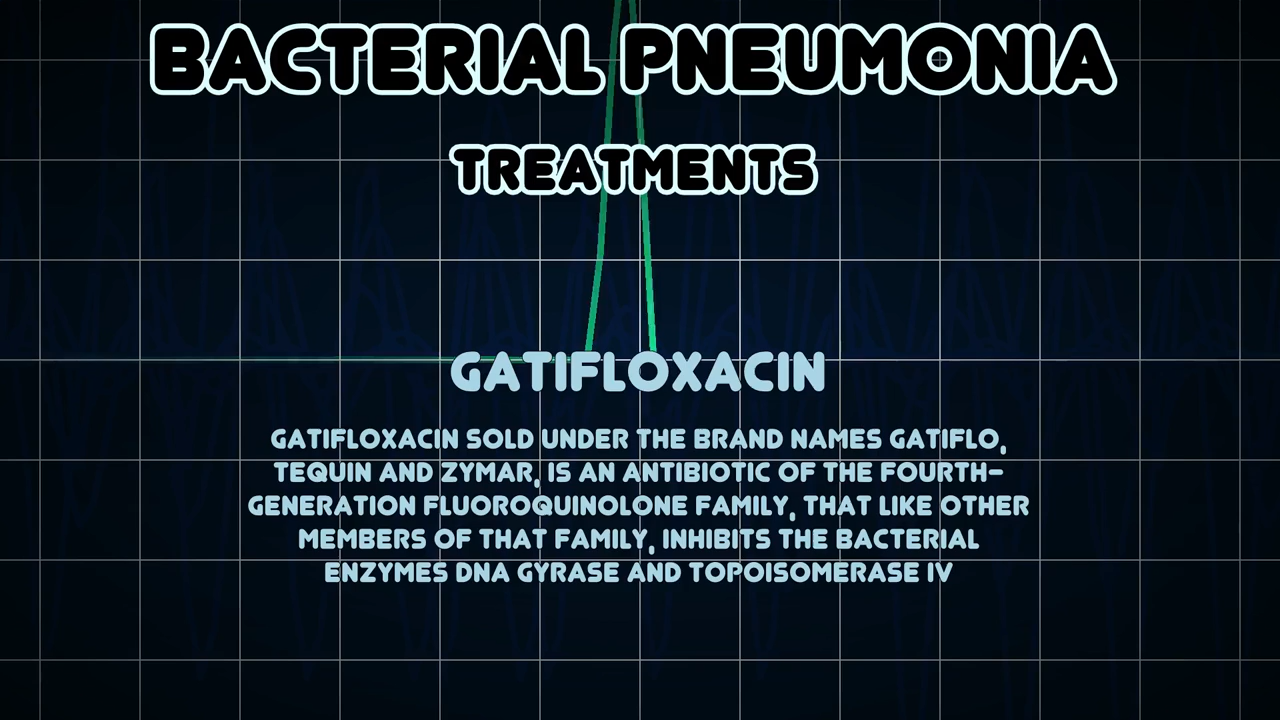 BACTERIAL PNEUMONIA
TREATMENTS
GATIFLOXACIN
GATIFLOXACIN SOLD UNDER THE BRAND NAMES GATIFLO,
TEQUIN AND ZYMAR, IS AN ANTIBIOTIC OF THE FOURTH-
GENERATION FLUOROQUINOLONE FAMILY, THAT LIKE OTHER
MEMBERS OF THAT FAMILY, INHIBITS THE BACTERIAL
ENZYMES DNA GYRASE AND TOPOISOMERASE IV